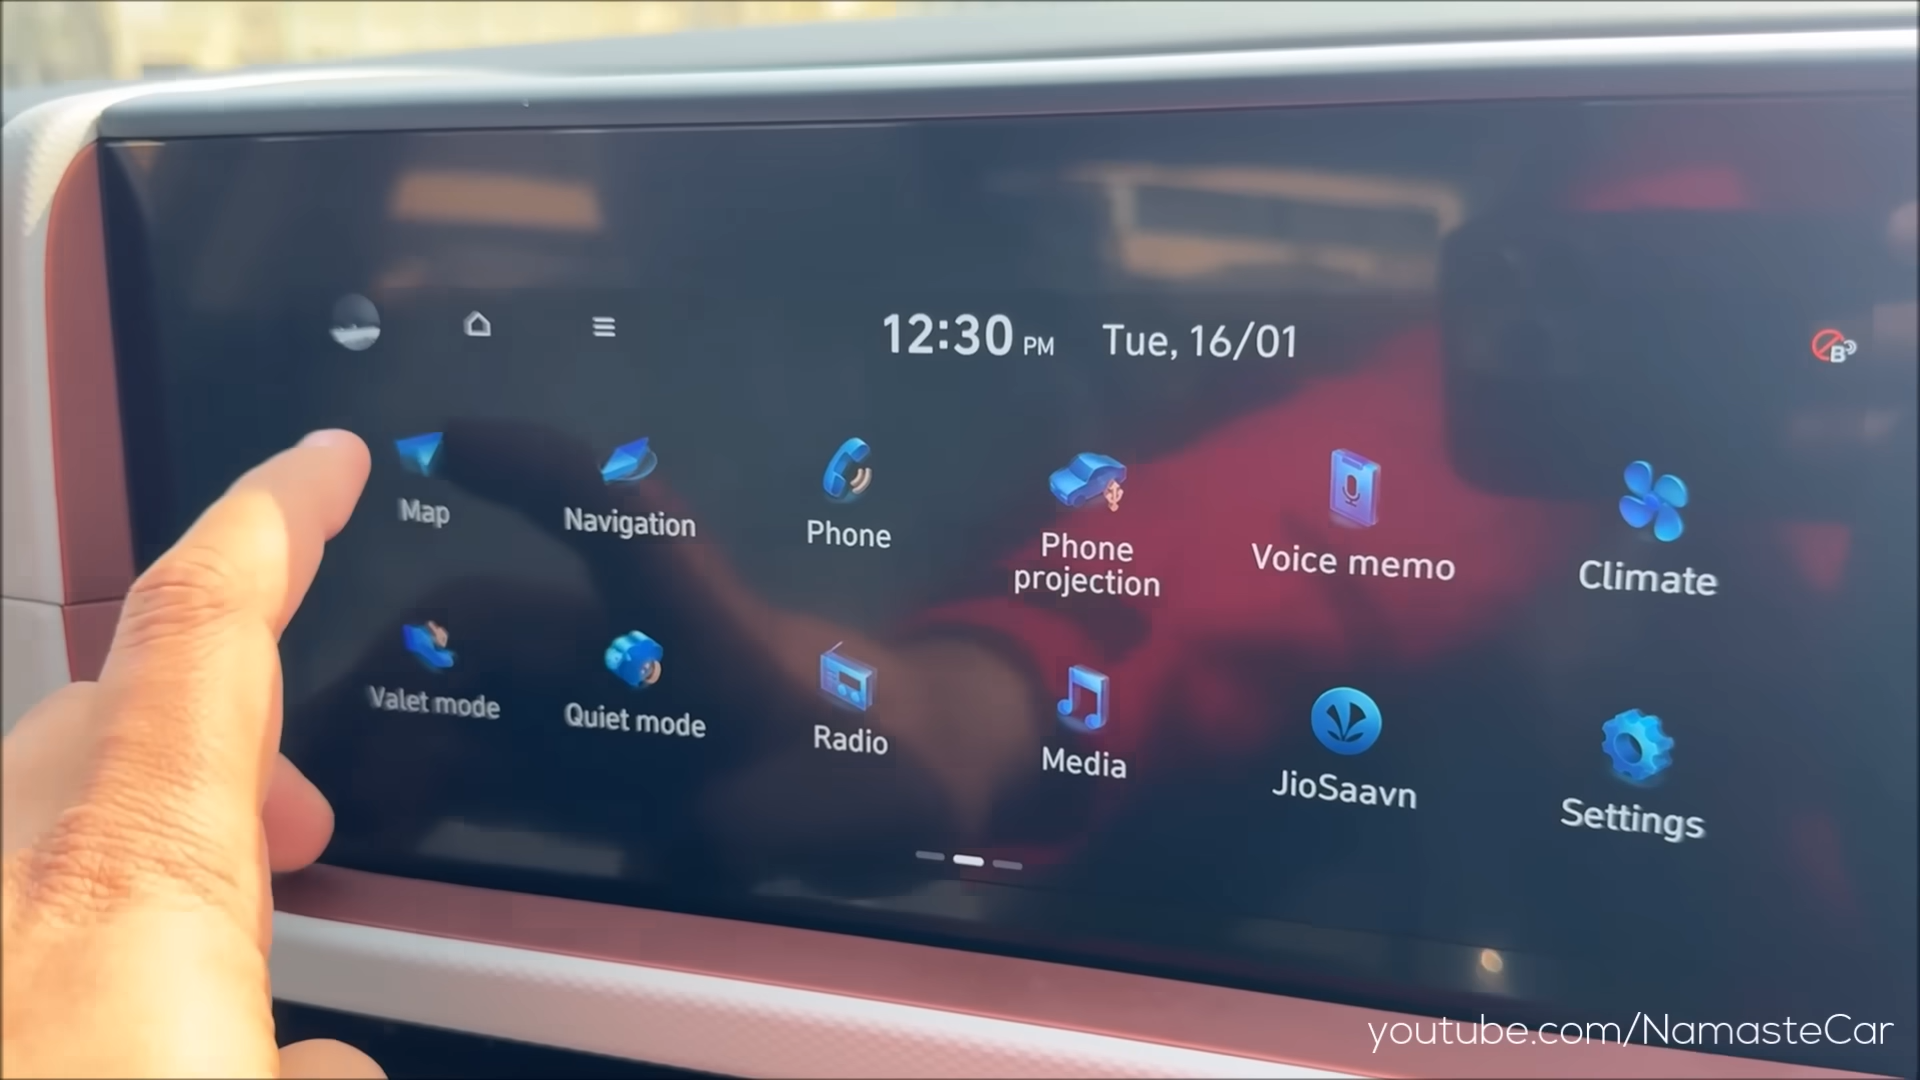 12:30 PM Tue, 16/01
B
Map
Navigation
Phone
Phone
projection
Voice memo
Climate
Valet mode
Quiet mode
Radio
Media
JioSaavn
Settings
youtube.com/NamasteCar